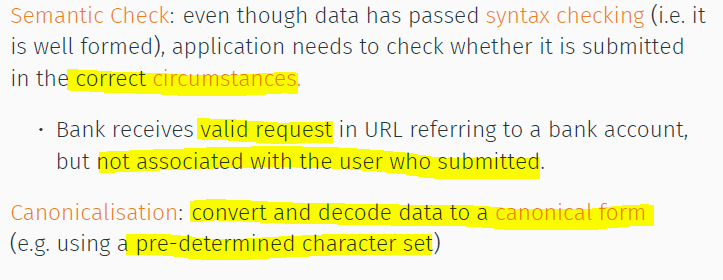 Semantic Check: even though data has passed syntax checking (i.e. it
is well formed), application needs to check whether it is submitted
in the correct circumstances.
• Bank receives valid request in URL referring to a bank account,
but not associated with the user who submitted.
Canonicalisation: convert and decode data to a canonical form
(e.g. using a pre-determined character set)